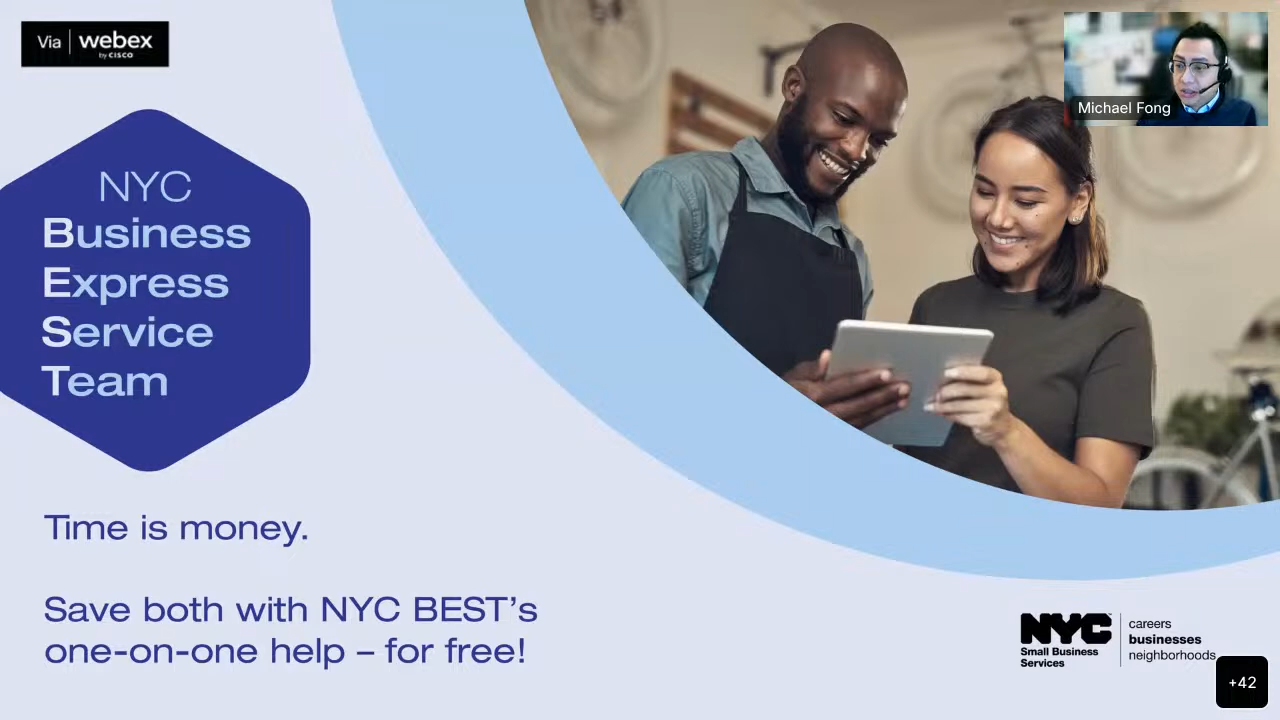 Via | webex
by CISCO
Michael Fong
NYC
Business
Express
Service
Team
Time is money.
Save both with NYC BEST’s
one-on-one help – for free!
NYC
Small Business
Services
careers
businesses
neighborhoods
+42